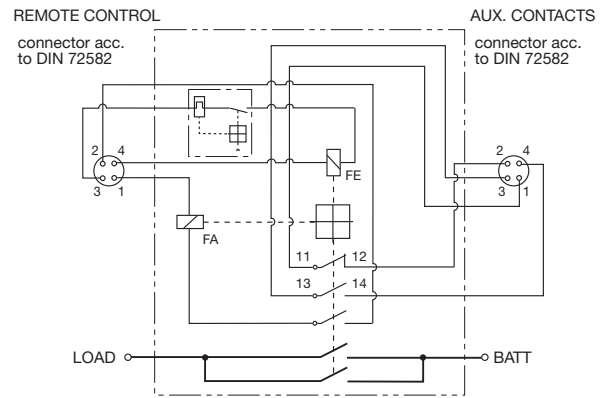 REMOTE CONTROL
connector acc.
to DIN 72582
AUX. CONTACTS
connector acc.
to DIN 72582
2 4
3 1
2 4
3 1
FE
FA
11 12
13 14
LOAD
BATT